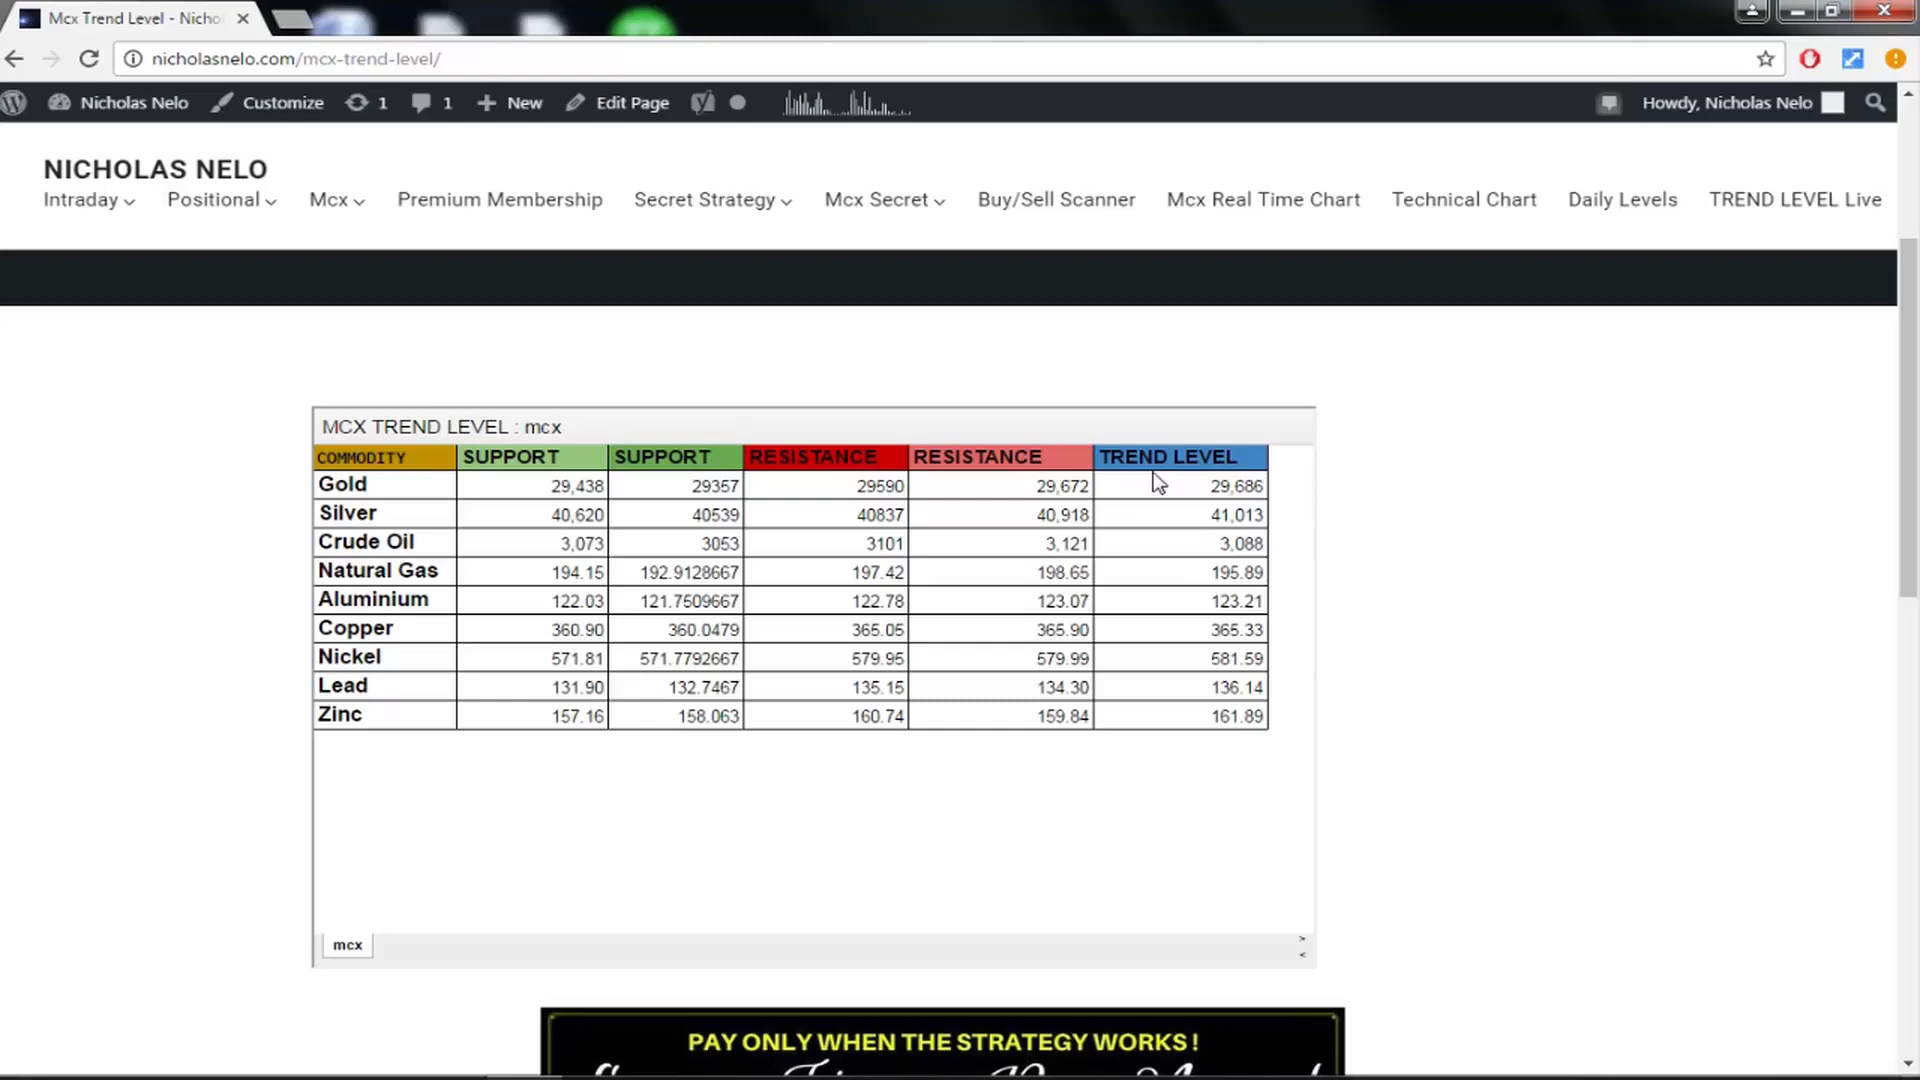 Mcx Trend Level - Nicho
nicholasnelo.com/mcx-trend-level/
Nicholas Nelo Customize 1 1 New Edit Page Howdy, Nicholas Nelo
NICHOLAS NELO
Intraday Positional Mcx Premium Membership Secret Strategy Mcx Secret Buy/Sell Scanner Mcx Real Time Chart Technical Chart Daily Levels TREND LEVEL Live
MCX TREND LEVEL : mcx
COMMODITY SUPPORT SUPPORT RESISTANCE RESISTANCE TREND LEVEL
Gold 29,438 29357 29590 29,672 29,686
Silver 40,620 40539 40837 40,918 41,013
Crude Oil 3,073 3053 3101 3,121 3,088
Natural Gas 194.15 192.9128667 197.42 198.65 195.89
Aluminium 122.03 121.7509667 122.78 123.07 123.21
Copper 360.90 360.0479 365.05 365.90 365.33
Nickel 571.81 571.7792667 579.95 579.99 581.59
Lead 131.90 132.7467 135.15 134.30 136.14
Zinc 157.16 158.063 160.74 159.84 161.89
mcx
PAY ONLY WHEN THE STRATEGY WORKS !